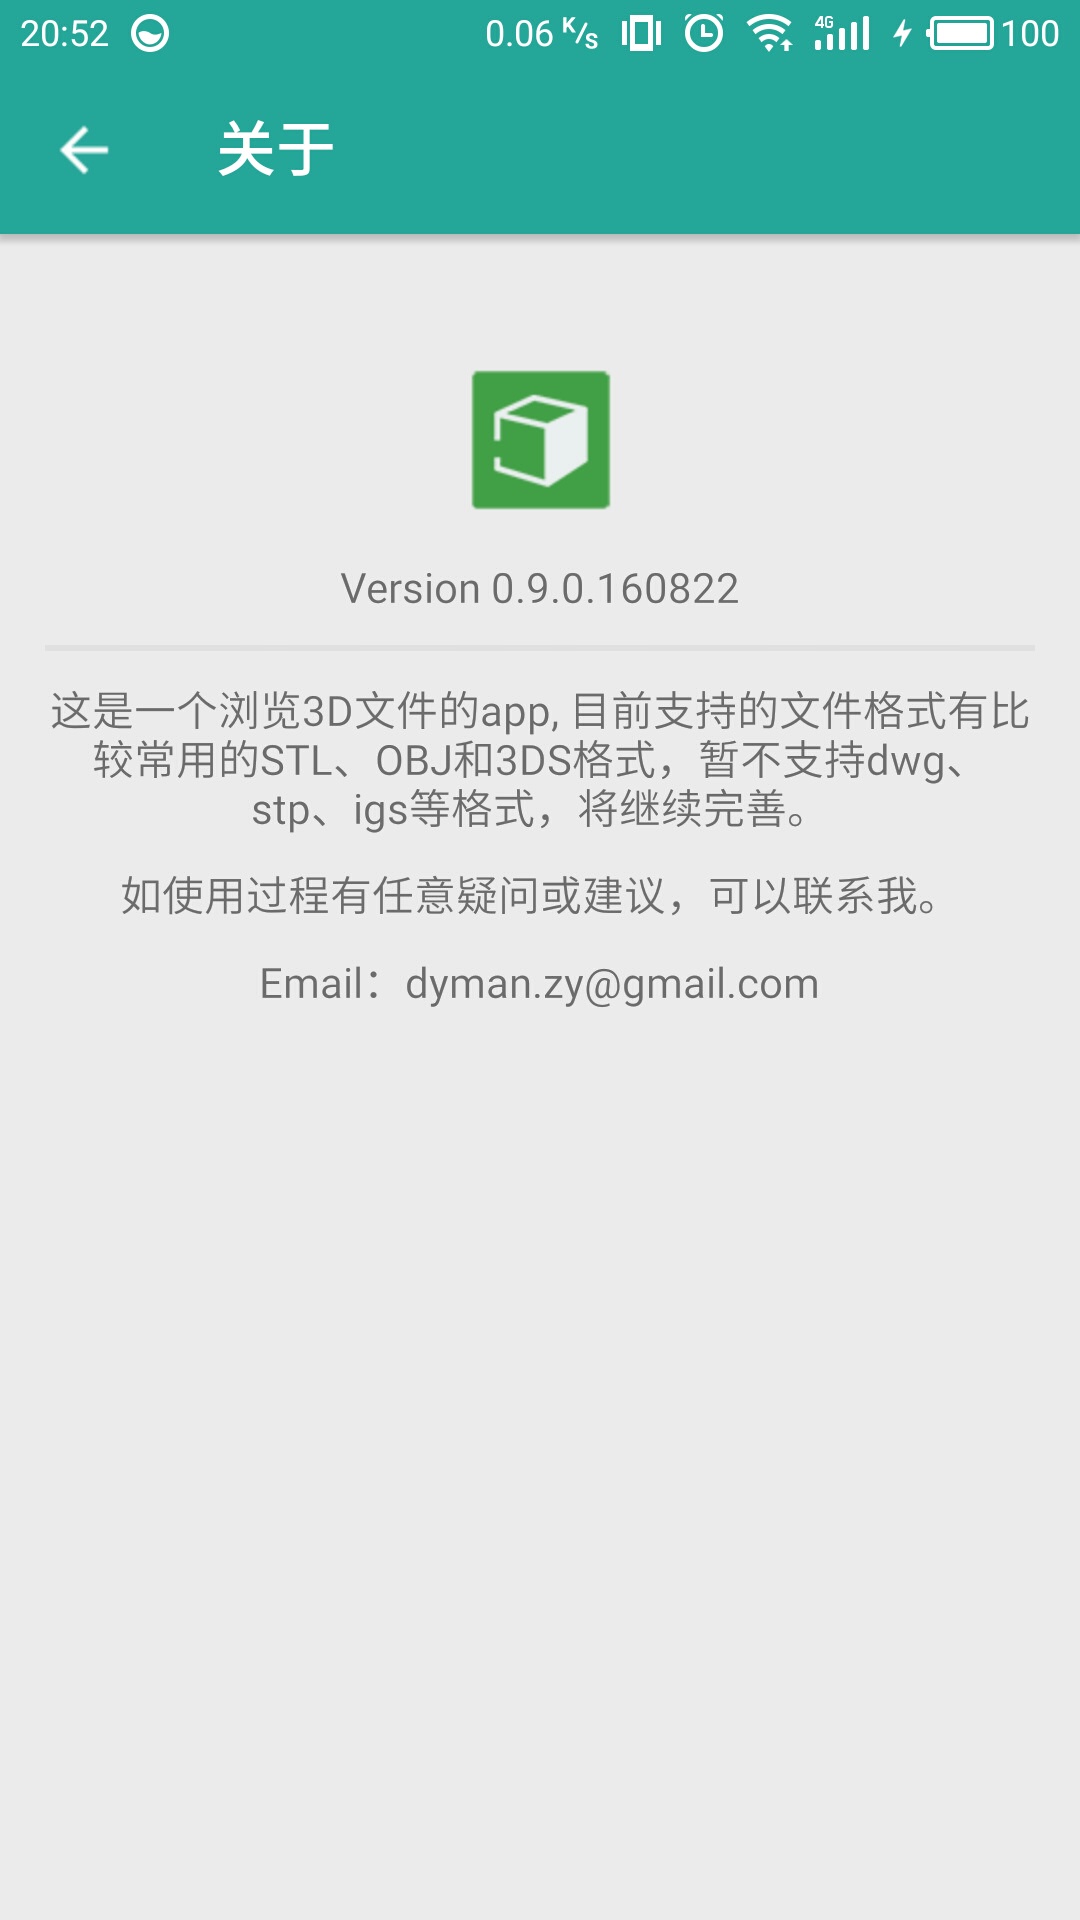 20:52 0.06 K/s 4G 100
关于
Version 0.9.0.160822
这是一个浏览3D文件的app, 目前支持的文件格式有比
较常用的STL、OBJ和3DS格式，暂不支持dwg、
stp、igs等格式，将继续完善。
如使用过程有任意疑问或建议，可以联系我。
Email：dyman.zy@gmail.com